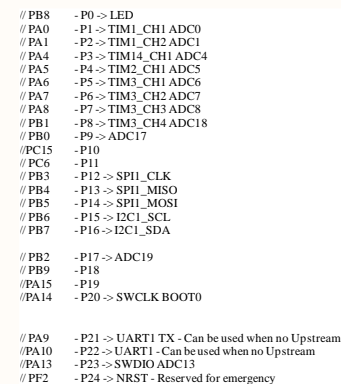 // PB8 - P0 -> LED
// PA0 - P1 -> TIM1_CH1 ADC0
// PA1 - P2 -> TIM1_CH2 ADC1
// PA4 - P3 -> TIM14_CH1 ADC4
// PA5 - P4 -> TIM2_CH1 ADC5
// PA6 - P5 -> TIM3_CH1 ADC6
// PA7 - P6 -> TIM3_CH2 ADC7
// PA8 - P7 -> TIM3_CH3 ADC8
// PB1 - P8 -> TIM3_CH4 ADC18
// PB0 - P9 -> ADC17
//PC15 - P10
// PC6 - P11
// PB3 - P12 -> SPI1_CLK
// PB4 - P13 -> SPI1_MISO
// PB5 - P14 -> SPI1_MOSI
// PB6 - P15 -> I2C1_SCL
// PB7 - P16 -> I2C1_SDA
// PB2 - P17 -> ADC19
// PB9 - P18
//PA15 - P19
//PA14 - P20 -> SWCLK BOOT0
// PA9 - P21 -> UART1 TX - Can be used when no Upstream
//PA10 - P22 -> UART1 - Can be used when no Upstream
//PA13 - P23 -> SWDIO ADC13
// PF2 - P24 -> NRST - Reserved for emergency